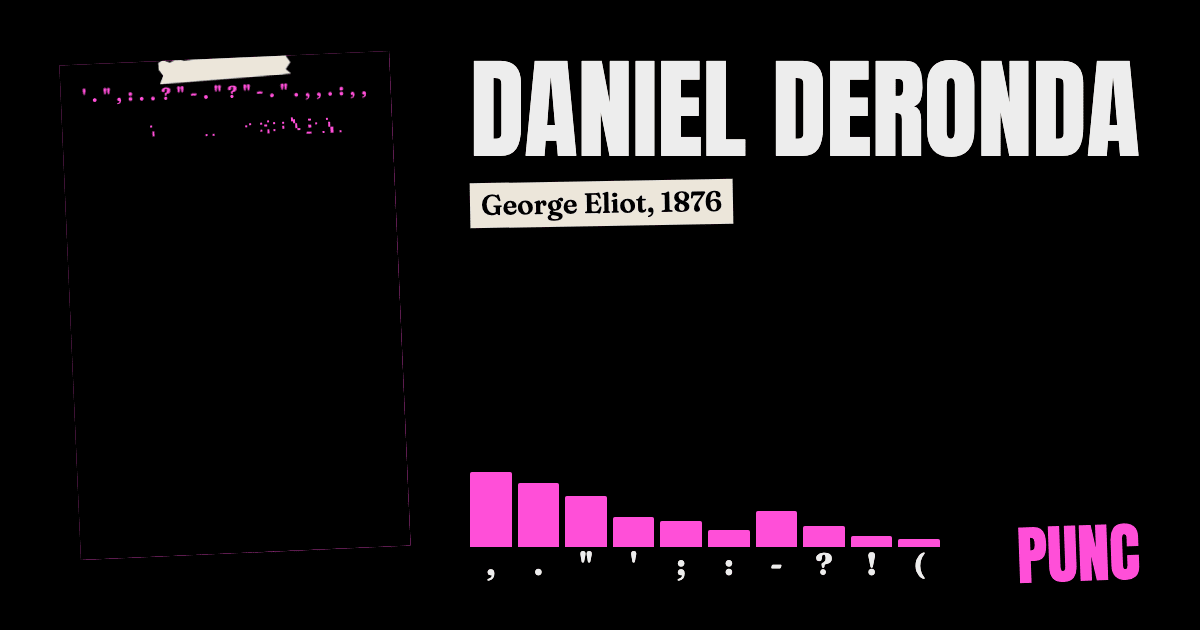 '.",:..?"-."?"-.".,,.:,,
DANIEL DERONDA
George Eliot, 1876
, . " ' ; : - ? ! (
PUNC